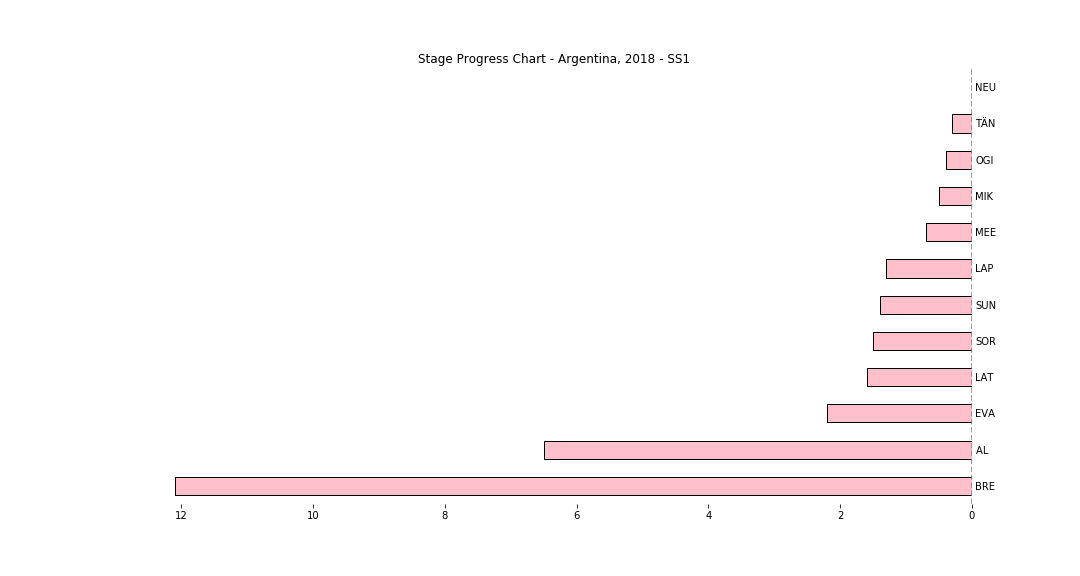 Stage Progress Chart - Argentina, 2018 - SS1
NEU
TÄN
OGI
MIK
MEE
LAP
SUN
SOR
LAT
EVA
AL
BRE
12 10 8 6 4 2 0